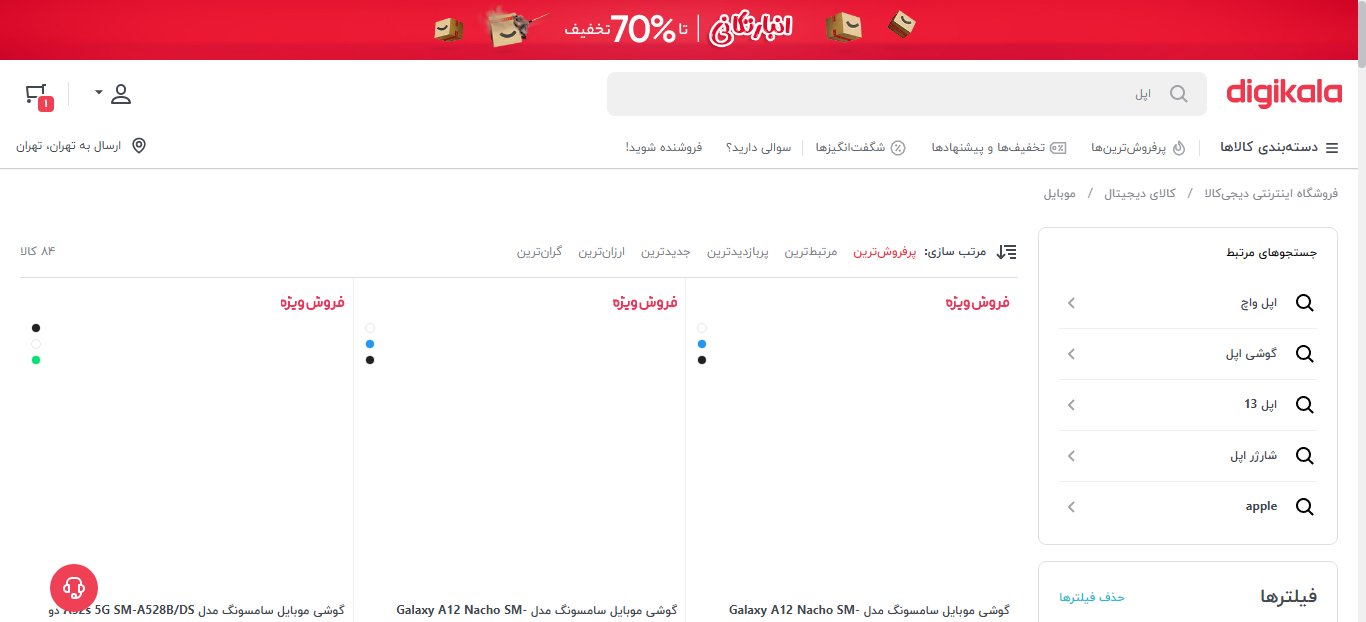 انبارتکانی | تا 70% تخفیف
digikala
اپل
۱
دسته‌بندی کالاها
پرفروش‌ترین‌ها
تخفیف‌ها و پیشنهادها
شگفت‌انگیزها
سوالی دارید؟
فروشنده شوید!
ارسال به تهران، تهران
فروشگاه اینترنتی دیجی‌کالا / کالای دیجیتال / موبایل
جستجوهای مرتبط
اپل واچ
گوشی اپل
اپل 13
شارژر اپل
apple
فیلترها
حذف فیلترها
مرتب سازی: پرفروش‌ترین مرتبط‌ترین پربازدیدترین جدیدترین ارزان‌ترین گران‌ترین
۸۴ کالا
فروش ویژه
گوشی موبایل سامسونگ مدل Galaxy A12 Nacho SM-
فروش ویژه
گوشی موبایل سامسونگ مدل Galaxy A12 Nacho SM-
فروش ویژه
گوشی موبایل سامسونگ مدل A52s 5G SM-A528B/DS دو